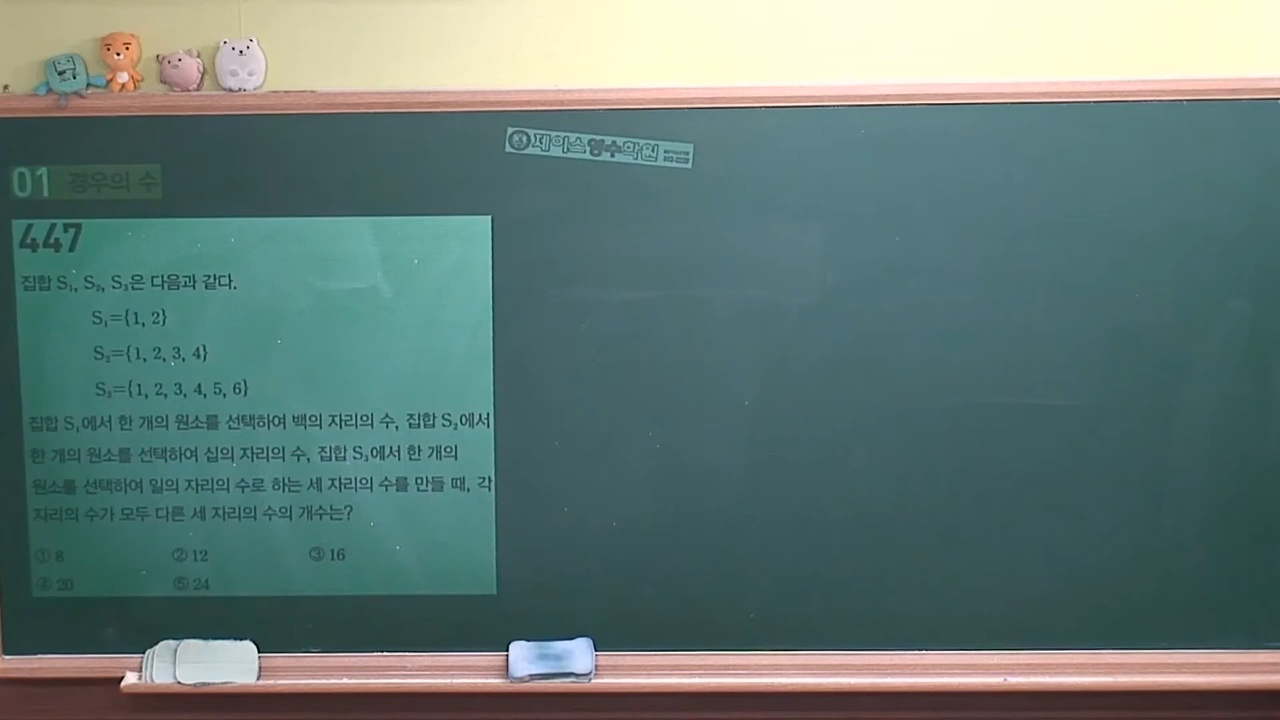 제이스영수학원
01 경우의 수
447
집합 S₁, S₂, S₃은 다음과 같다.
S₁={1, 2}
S₂={1, 2, 3, 4}
S₃={1, 2, 3, 4, 5, 6}
집합 S₁에서 한 개의 원소를 선택하여 백의 자리의 수, 집합 S₂에서
한 개의 원소를 선택하여 십의 자리의 수, 집합 S₃에서 한 개의
원소를 선택하여 일의 자리의 수로 하는 세 자리의 수를 만들 때, 각
자리의 수가 모두 다른 세 자리의 수의 개수는?
① 8 ② 12 ③ 16
④ 20 ⑤ 24